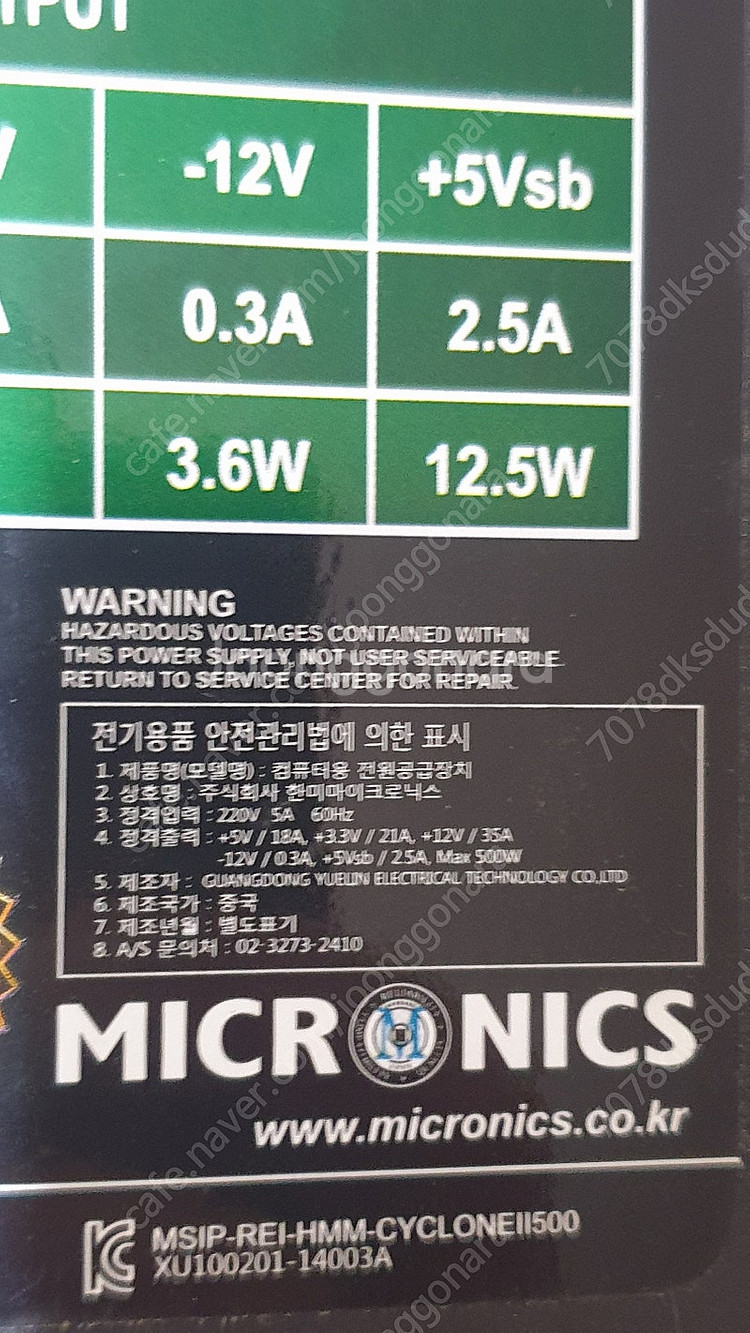 -12V +5Vsb
0.3A 2.5A
3.6W 12.5W
WARNING
HAZARDOUS VOLTAGES CONTAINED WITHIN
THIS POWER SUPPLY, NOT USER SERVICEABLE.
RETURN TO SERVICE CENTER FOR REPAIR.
전기용품 안전관리법에 의한 표시
1. 제품명(모델명) : 컴퓨터용 전원공급장치
2. 상호명 : 주식회사 한미마이크로닉스
3. 정격입력 : 220V 5A 60Hz
4. 정격출력 : +5V / 18A, +3.3V / 21A, +12V / 35A
-12V / 0.3A, +5Vsb / 2.5A, Max 500W
5. 제조자 : GUANGDONG YUELIN ELECTRICAL TECHNOLOGY CO.,LTD
6. 제조국가 : 중국
7. 제조년월 : 별도표기
8. A/S 문의처 : 02-3273-2410
MICRONICS
www.micronics.co.kr
MSIP-REI-HMM-CYCLONEII500
XU100201-14003A